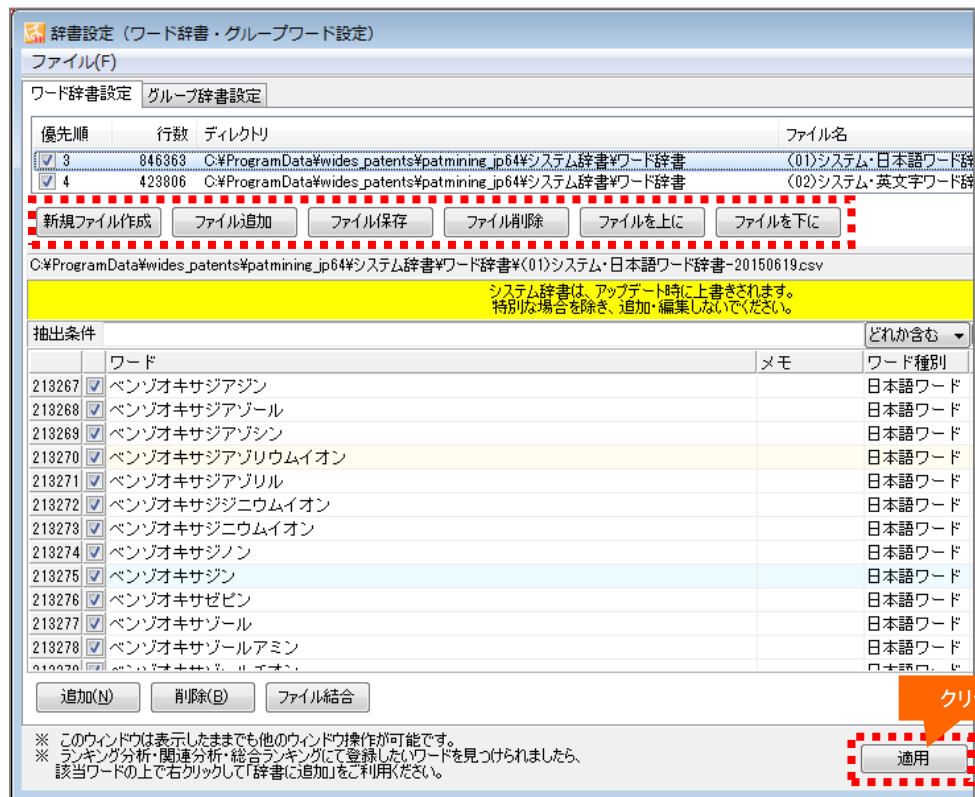 辞書設定（ワード辞書・グループワード設定）
ファイル(F)
ワード辞書設定 グループ辞書設定
優先順 行数 ディレクトリ ファイル名
3 846363 C:¥ProgramData¥wides_patents¥patmining_jp64¥システム辞書¥ワード辞書 (01)システム・日本語ワード辞
4 423806 C:¥ProgramData¥wides_patents¥patmining_jp64¥システム辞書¥ワード辞書 (02)システム・英文字ワード辞
新規ファイル作成 ファイル追加 ファイル保存 ファイル削除 ファイルを上に ファイルを下に
C:¥ProgramData¥wides_patents¥patmining_jp64¥システム辞書¥ワード辞書¥(01)システム・日本語ワード辞書-20150619.csv
システム辞書は、アップデート時に上書きされます。
特別な場合を除き、追加・編集しないでください。
抽出条件 どれか含む
ワード メモ ワード種別
213267 ベンゾオキサジアジン 日本語ワード
213268 ベンゾオキサジアゾール 日本語ワード
213269 ベンゾオキサジアゾシン 日本語ワード
213270 ベンゾオキサジアゾリウムイオン 日本語ワード
213271 ベンゾオキサジアゾリル 日本語ワード
213272 ベンゾオキサジジニウムイオン 日本語ワード
213273 ベンゾオキサジニウムイオン 日本語ワード
213274 ベンゾオキサジノン 日本語ワード
213275 ベンゾオキサジン 日本語ワード
213276 ベンゾオキサゼピン 日本語ワード
213277 ベンゾオキサゾール 日本語ワード
213278 ベンゾオキサゾールアミン 日本語ワード
追加(N) 削除(B) ファイル結合
クリ
※ このウィンドウは表示したままでも他のウィンドウ操作が可能です。
※ ランキング分析・関連分析・総合ランキングにて登録したいワードを見つけられましたら、
該当ワードの上で右クリックして「辞書に追加」をご利用ください。
適用